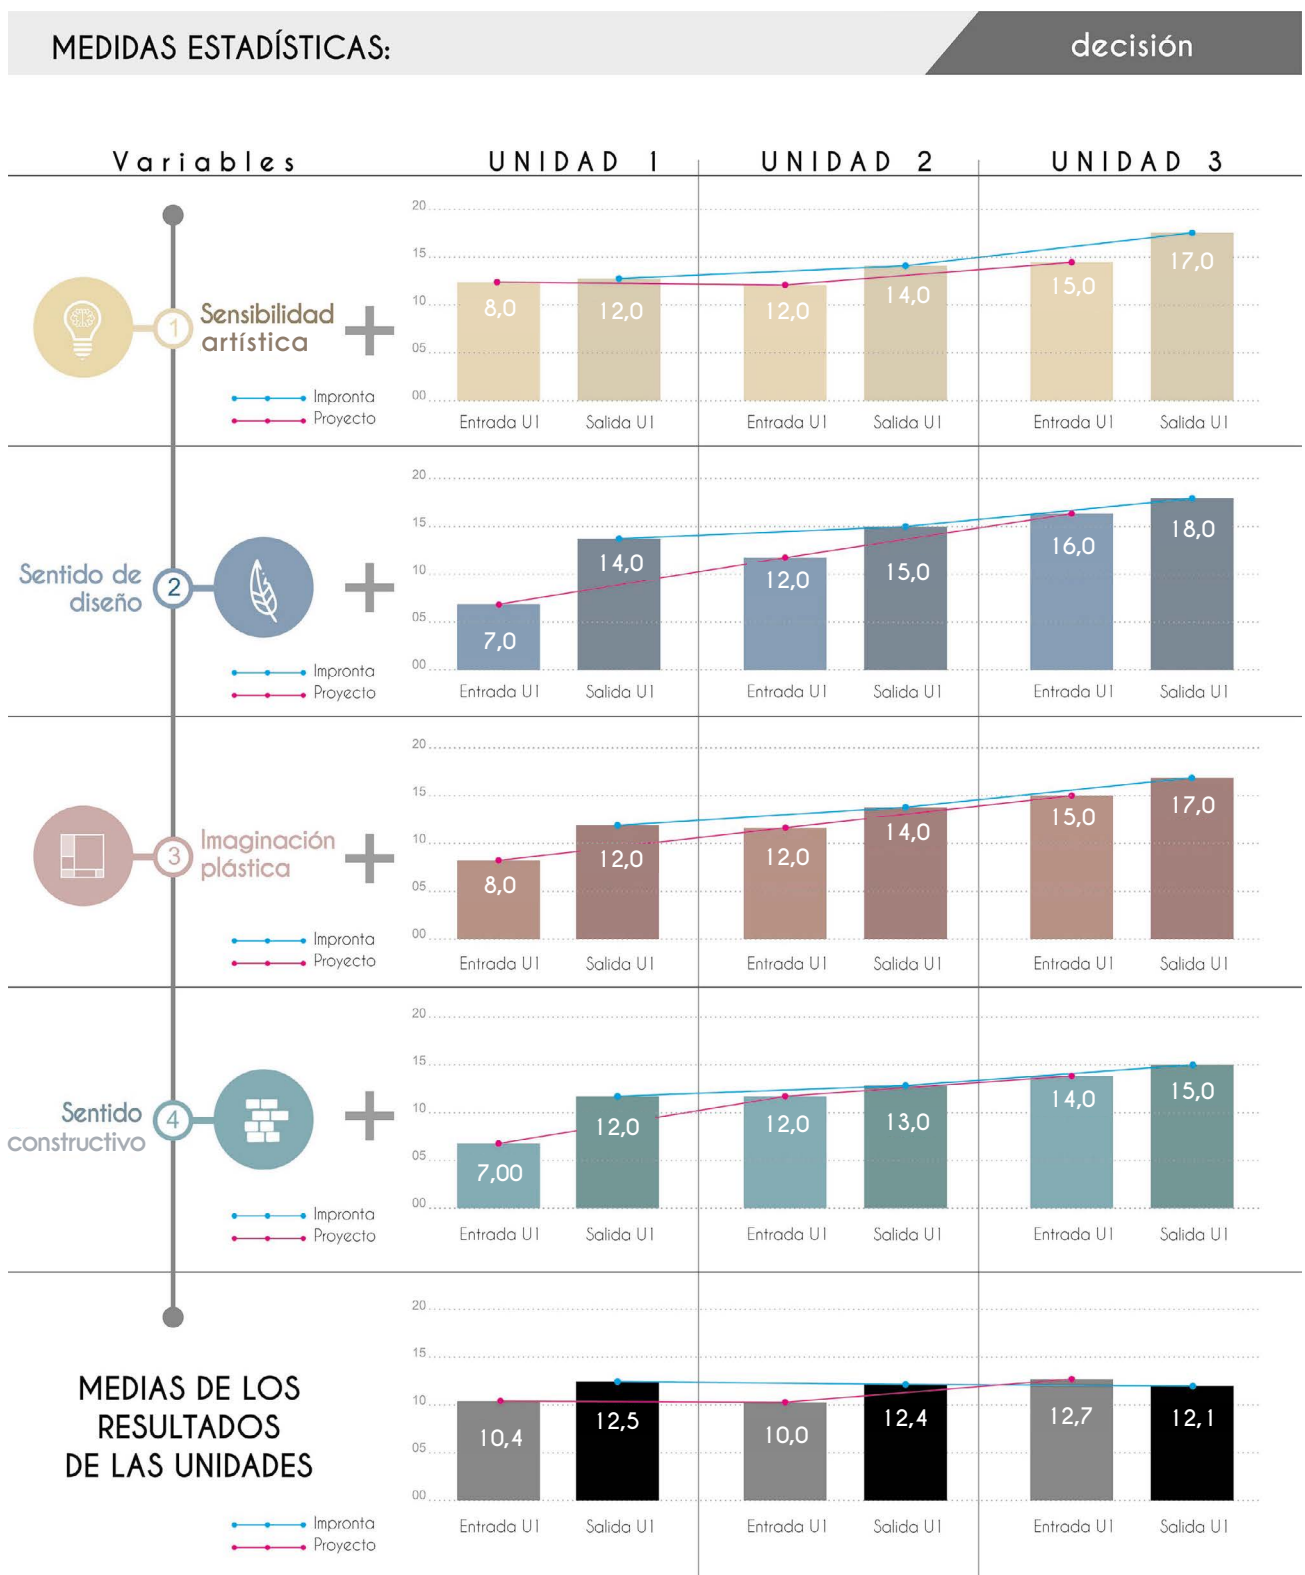 MEDIDAS ESTADÍSTICAS:
decisión
Variables
UNIDAD 1
UNIDAD 2
UNIDAD 3
1
Sensibilidad
artística
Impronta
Proyecto
20
15
10
05
00
8,0
12,0
12,0
14,0
15,0
17,0
Entrada U1
Salida U1
Entrada U1
Salida U1
Entrada U1
Salida U1
Sentido de
diseño
2
Impronta
Proyecto
20
15
10
05
00
7,0
14,0
12,0
15,0
16,0
18,0
Entrada U1
Salida U1
Entrada U1
Salida U1
Entrada U1
Salida U1
3
Imaginación
plástica
Impronta
Proyecto
20
15
10
05
00
8,0
12,0
12,0
14,0
15,0
17,0
Entrada U1
Salida U1
Entrada U1
Salida U1
Entrada U1
Salida U1
Sentido
constructivo
4
Impronta
Proyecto
20
15
10
05
00
7,00
12,0
12,0
13,0
14,0
15,0
Entrada U1
Salida U1
Entrada U1
Salida U1
Entrada U1
Salida U1
MEDIAS DE LOS
RESULTADOS
DE LAS UNIDADES
Impronta
Proyecto
20
15
10
05
00
10,4
12,5
10,0
12,4
12,7
12,1
Entrada U1
Salida U1
Entrada U1
Salida U1
Entrada U1
Salida U1